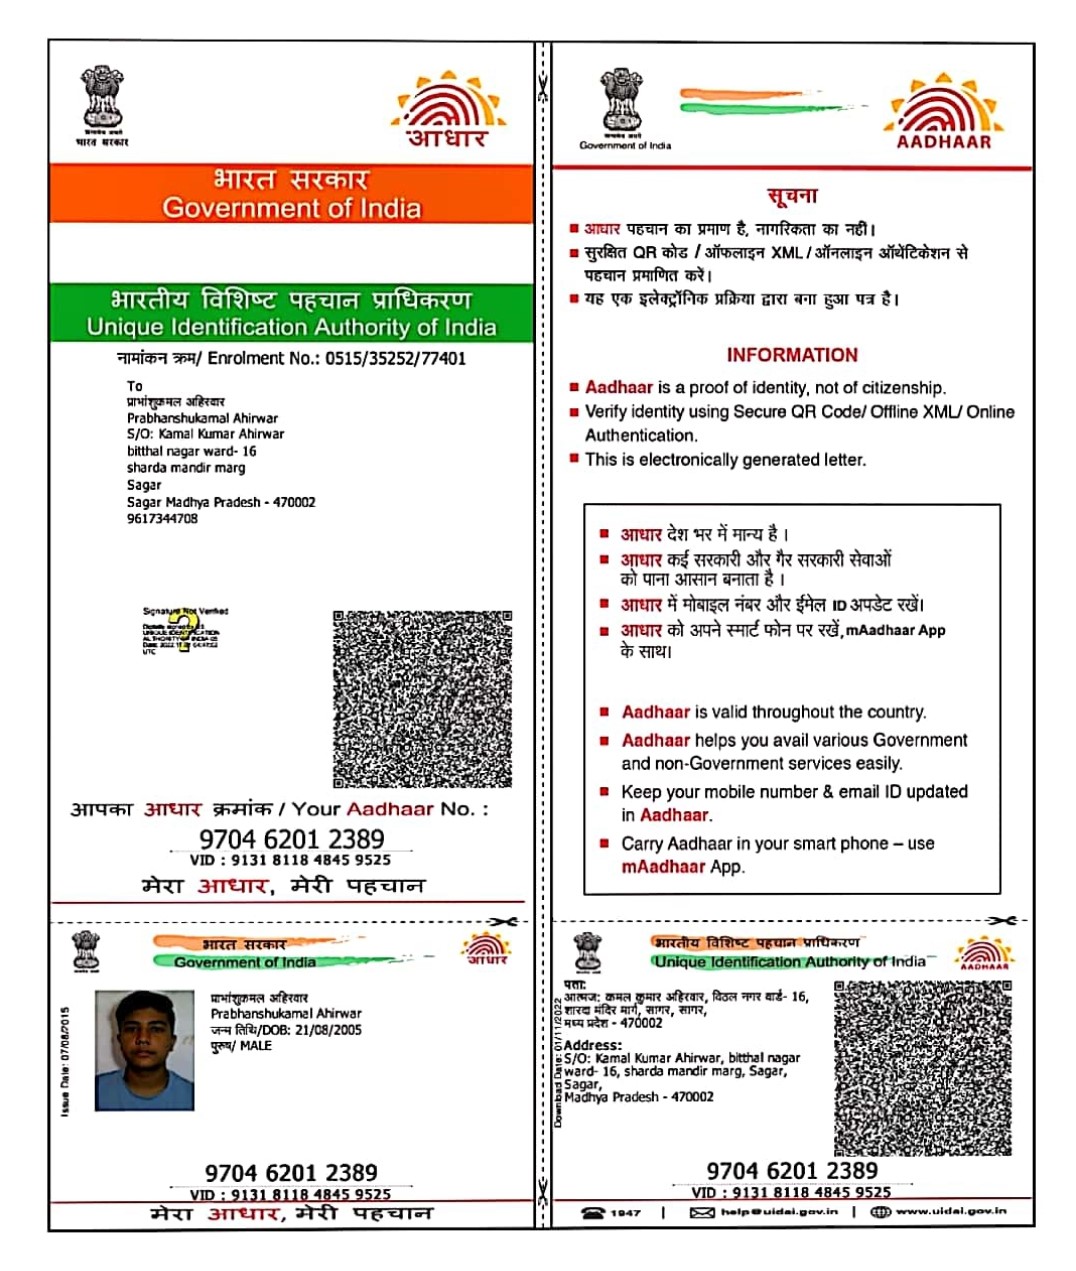 भारत सरकार
आधार
भारत सरकार
Government of India
भारतीय विशिष्ट पहचान प्राधिकरण
Unique Identification Authority of India
नामांकन क्रम/ Enrolment No.: 0515/35252/77401
To
प्राभांशुकमल अहिरवार
Prabhanshukamal Ahirwar
S/O: Kamal Kumar Ahirwar
bitthal nagar ward- 16
sharda mandir marg
Sagar
Sagar Madhya Pradesh - 470002
9617344708
Signature Not Verified
आपका आधार क्रमांक / Your Aadhaar No. :
9704 6201 2389
VID : 9131 8118 4845 9525
मेरा आधार, मेरी पहचान
Government of India
AADHAAR
सूचना
आधार पहचान का प्रमाण है, नागरिकता का नहीं।
सुरक्षित QR कोड / ऑफलाइन XML / ऑनलाइन ऑथेंटिकेशन से
पहचान प्रमाणित करें।
यह एक इलेक्ट्रॉनिक प्रक्रिया द्वारा बना हुआ पत्र है।
INFORMATION
Aadhaar is a proof of identity, not of citizenship.
Verify identity using Secure QR Code/ Offline XML/ Online
Authentication.
This is electronically generated letter.
आधार देश भर में मान्य है ।
आधार कई सरकारी और गैर सरकारी सेवाओं
को पाना आसान बनाता है ।
आधार में मोबाइल नंबर और ईमेल ID अपडेट रखें।
आधार को अपने स्मार्ट फोन पर रखें, mAadhaar App
के साथ।
Aadhaar is valid throughout the country.
Aadhaar helps you avail various Government
and non-Government services easily.
Keep your mobile number & email ID updated
in Aadhaar.
Carry Aadhaar in your smart phone – use
mAadhaar App.
भारत सरकार
Government of India
आधार
Issue Date: 07/08/2015
प्राभांशुकमल अहिरवार
Prabhanshukamal Ahirwar
जन्म तिथि/DOB: 21/08/2005
पुरुष/ MALE
9704 6201 2389
VID : 9131 8118 4845 9525
मेरा आधार, मेरी पहचान
भारतीय विशिष्ट पहचान प्राधिकरण
Unique Identification Authority of India
AADHAAR
Download Date: 01/11/2022
पता:
आत्मज: कमल कुमार अहिरवार, विठल नगर वार्ड- 16,
शारदा मंदिर मार्ग, सागर, सागर,
मध्य प्रदेश - 470002
Address:
S/O: Kamal Kumar Ahirwar, bitthal nagar
ward- 16, sharda mandir marg, Sagar,
Sagar,
Madhya Pradesh - 470002
9704 6201 2389
VID : 9131 8118 4845 9525
1947 | help@uidai.gov.in | www.uidai.gov.in